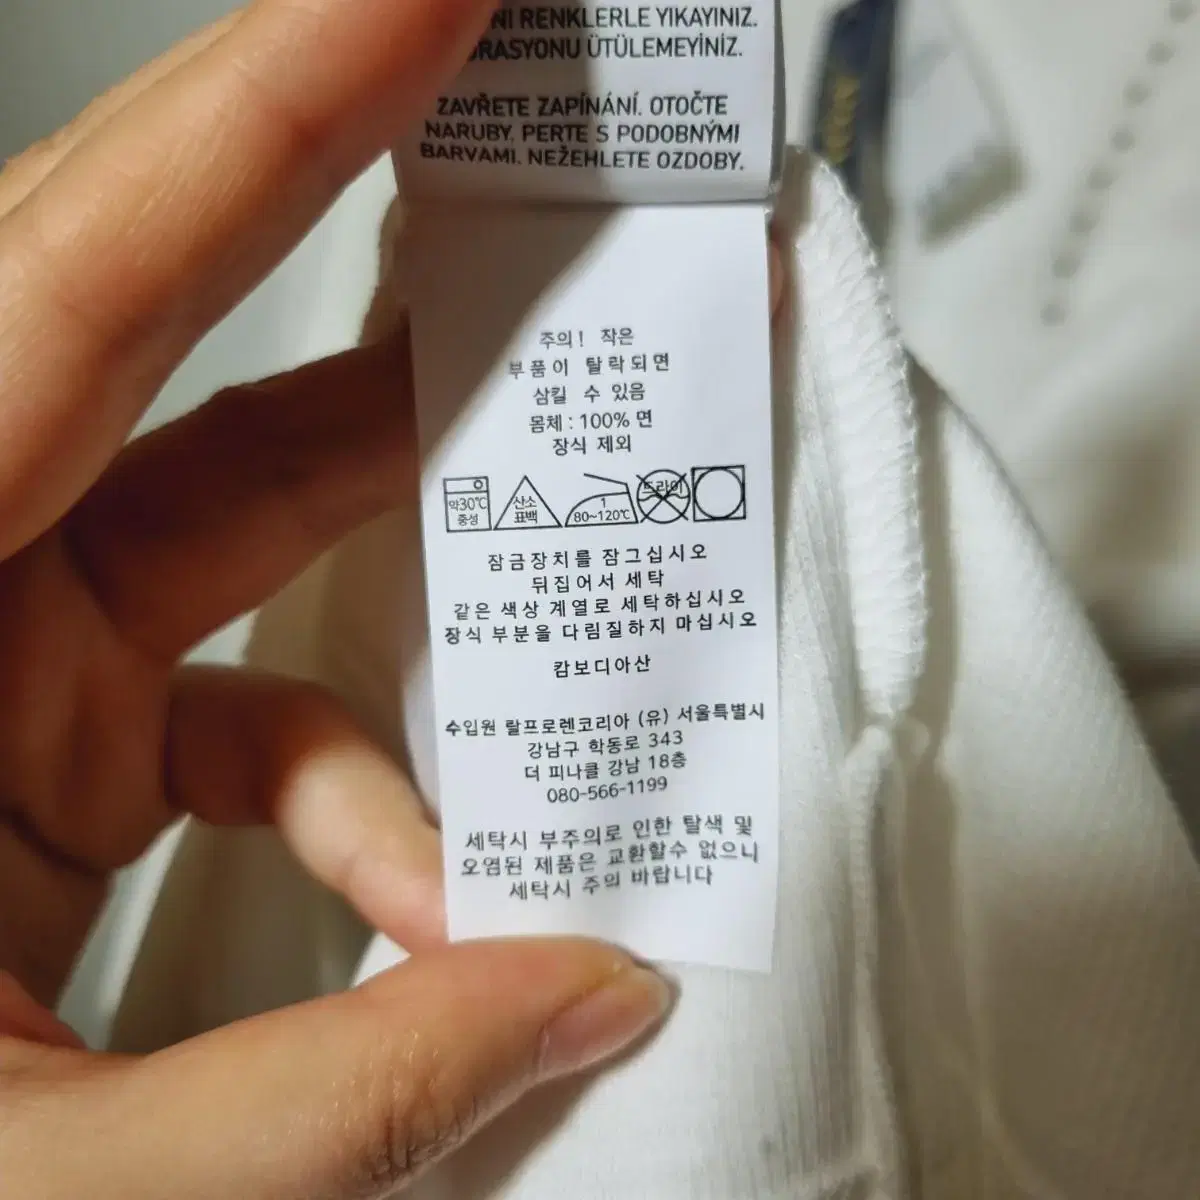 NI RENKLERLE YIKAYINIZ.
ÜTÜLEMEYİNİZ.
ZAVŘETE ZAPÍNÁNÍ. OTOČTE
NARUBY. PERTE S PODOBNÝMI
BARVAMI. NEŽEHLETE OZDOBY.
주의! 작은
부품이 탈락되면
삼킬 수 있음
몸체 : 100% 면
장식 제외
약30℃
중성
산소
표백
1
80~120℃
드라이
잠금장치를 잠그십시오
뒤집어서 세탁
같은 색상 계열로 세탁하십시오
장식 부분을 다림질하지 마십시오
캄보디아산
수입원 랄프로렌코리아 (유) 서울특별시
강남구 학동로 343
더 피나클 강남 18층
080-566-1199
세탁시 부주의로 인한 탈색 및
오염된 제품은 교환할수 없으니
세탁시 주의 바랍니다